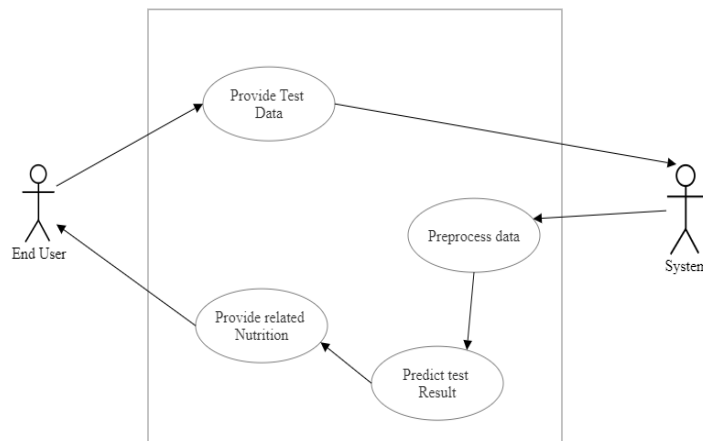 Provide Test
Data
End User
Preprocess data
System
Provide related
Nutrition
Predict test
Result